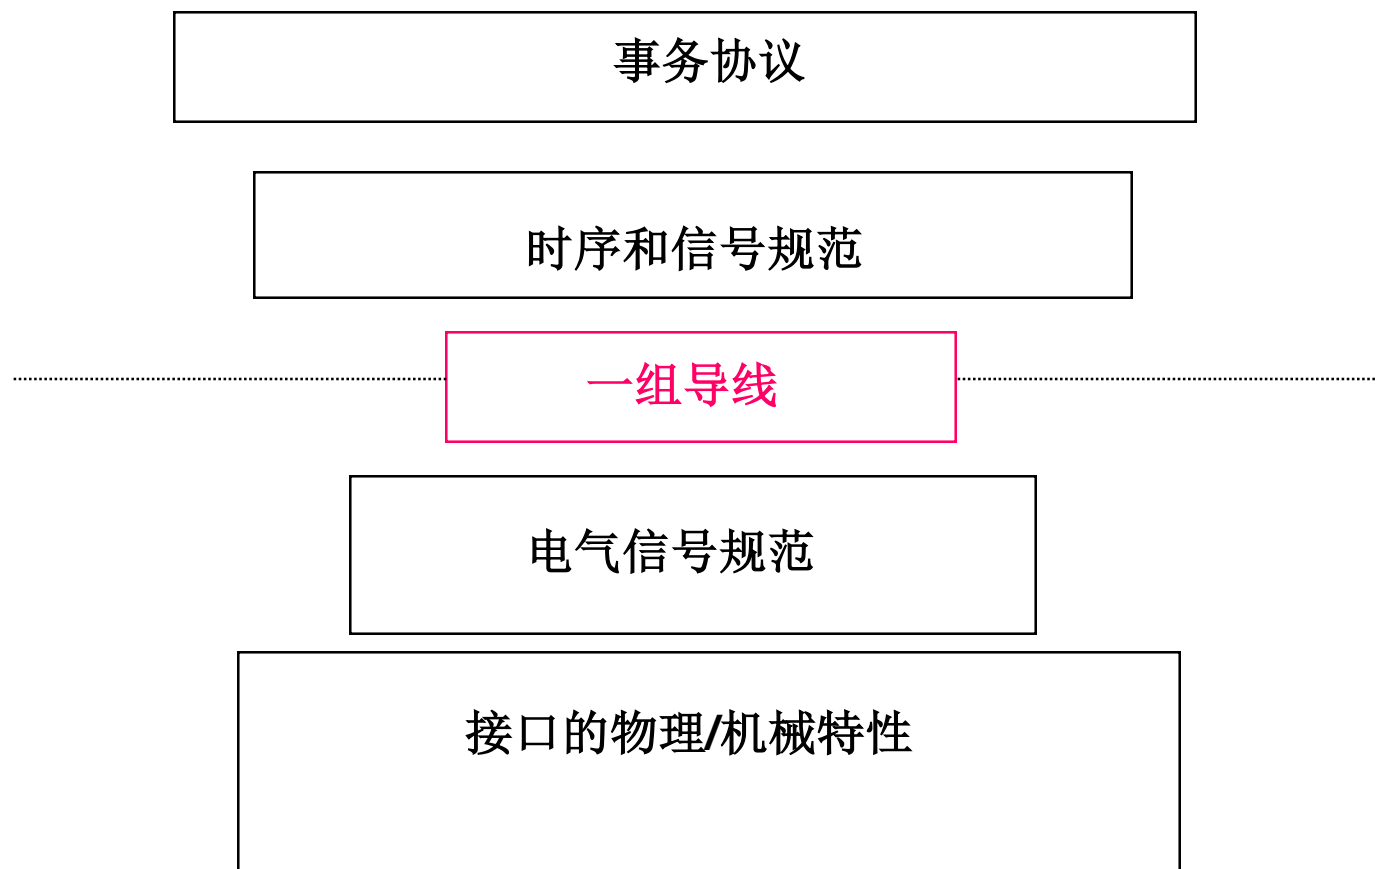 事务协议
时序和信号规范
一组导线
电气信号规范
接口的物理/机械特性